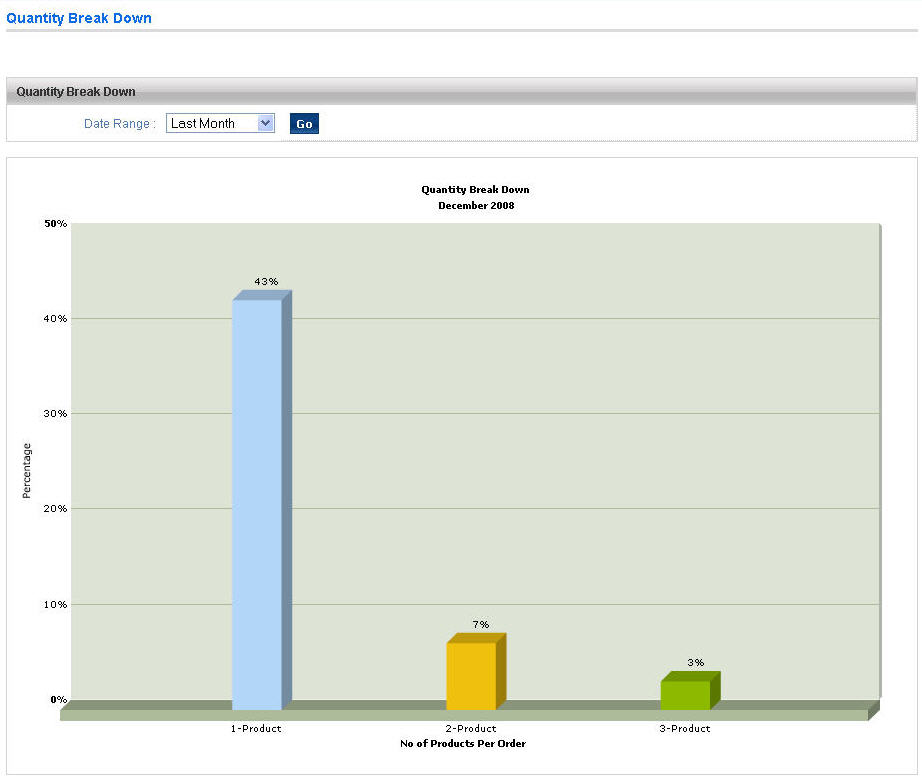 Quantity Break Down
Quantity Break Down
Date Range : Last Month Go
Quantity Break Down
December 2008
50%
43%
40%
30%
Percentage
20%
10%
7%
3%
0%
1-Product 2-Product 3-Product
No of Products Per Order